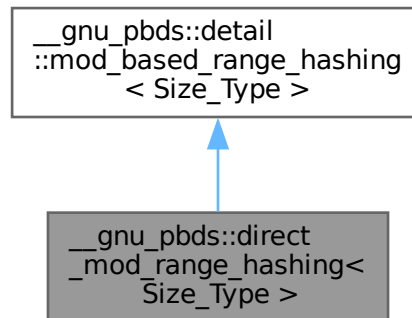 __gnu_pbds::detail
::mod_based_range_hashing
< Size_Type >
__gnu_pbds::direct
_mod_range_hashing<
Size_Type >